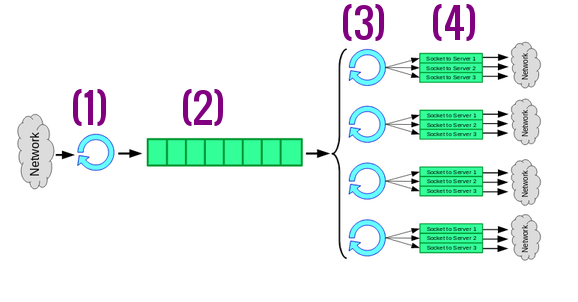 (1)
(2)
(3)
(4)
Network
Socket to Server 1
Socket to Server 2
Socket to Server 3
Network
Socket to Server 1
Socket to Server 2
Socket to Server 3
Network
Socket to Server 1
Socket to Server 2
Socket to Server 3
Network
Socket to Server 1
Socket to Server 2
Socket to Server 3
Network